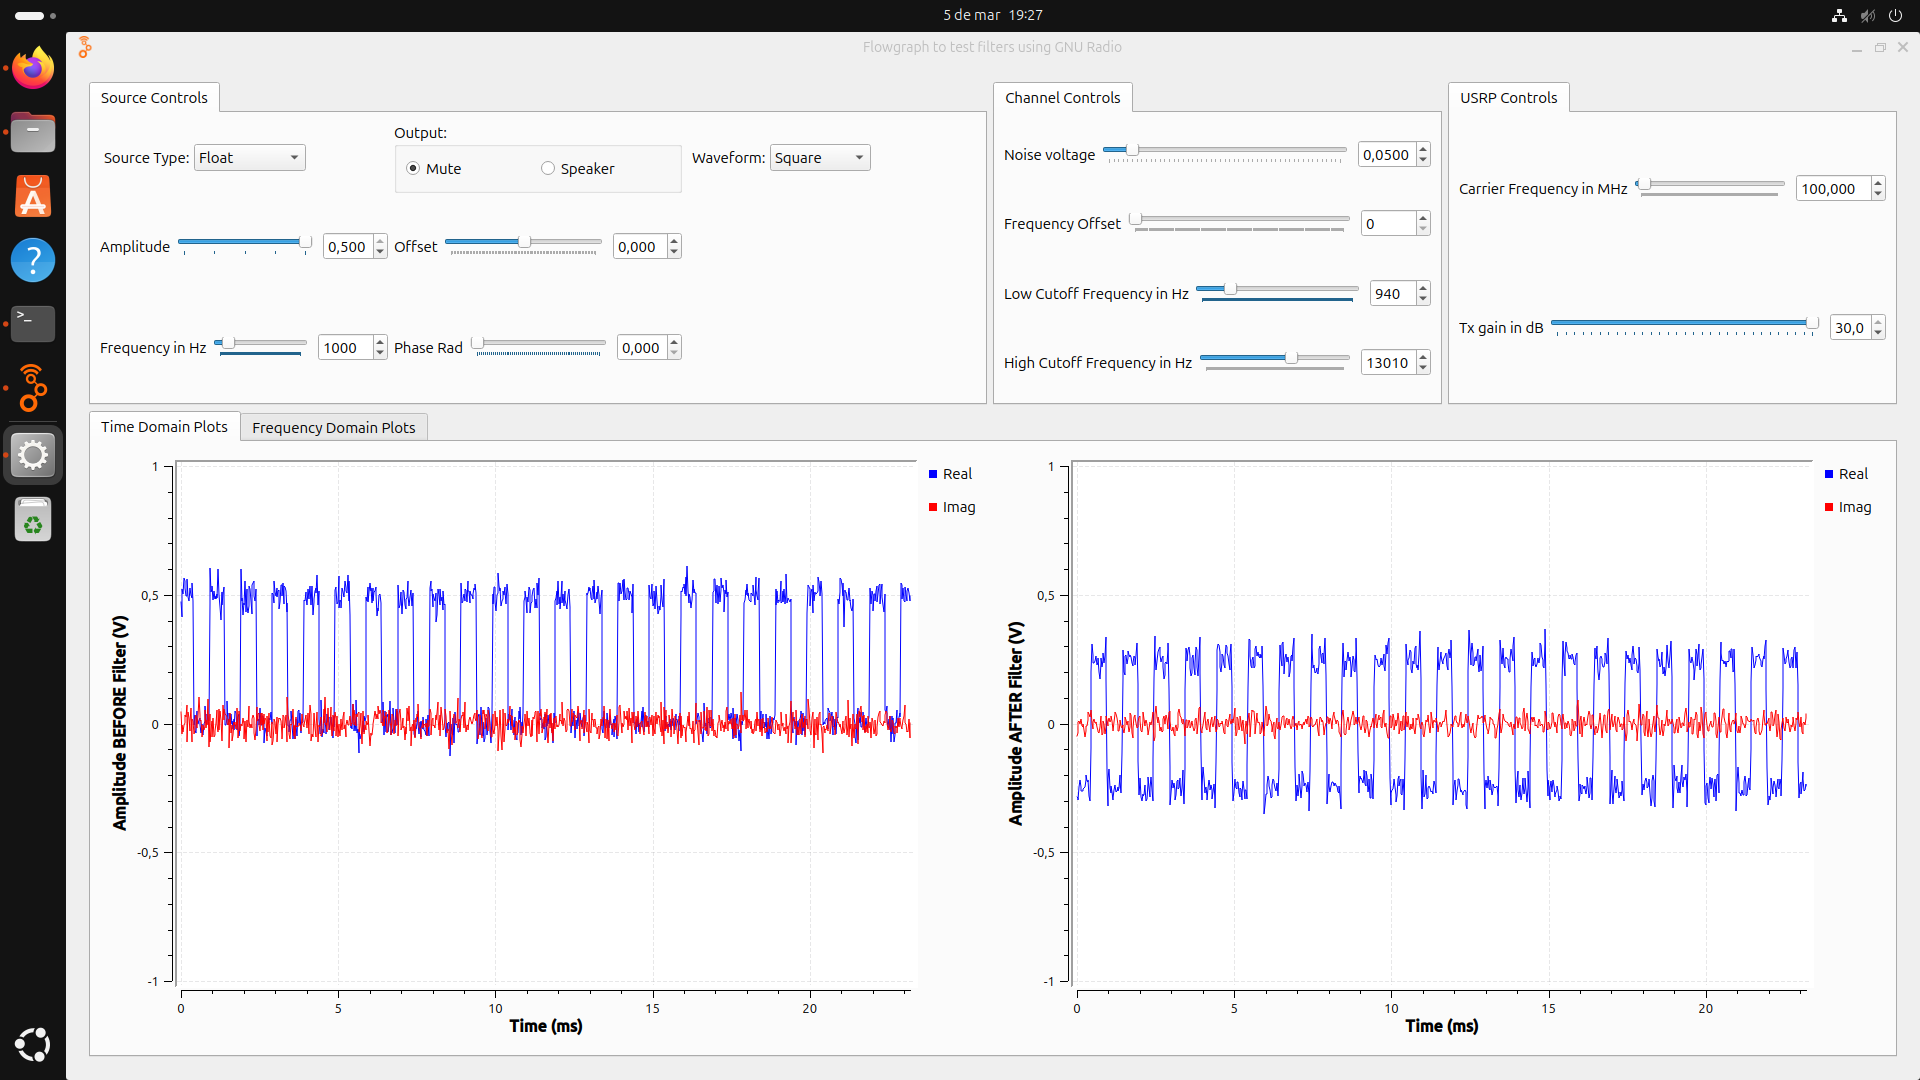 5 de mar 19:27
Flowgraph to test filters using GNU Radio
Source Controls
Source Type: Float
Output:
Mute
Speaker
Waveform: Square
Amplitude 0,500
Offset 0,000
Frequency in Hz 1000
Phase Rad 0,000
Channel Controls
Noise voltage 0,0500
Frequency Offset 0
Low Cutoff Frequency in Hz 940
High Cutoff Frequency in Hz 13010
USRP Controls
Carrier Frequency in MHz 100,000
Tx gain in dB 30,0
Time Domain Plots
Frequency Domain Plots
Amplitude BEFORE Filter (V)
1
0,5
0
-0,5
-1
0 5 10 15 20
Time (ms)
Real
Imag
Amplitude AFTER Filter (V)
1
0,5
0
-0,5
-1
0 5 10 15 20
Time (ms)
Real
Imag